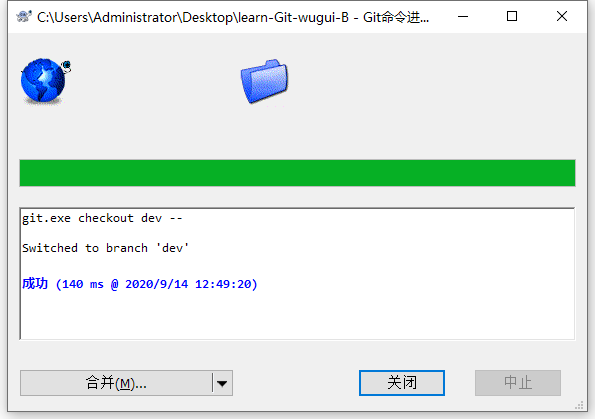 C:\Users\Administrator\Desktop\learn-Git-wugui-B - Git命令进...
git.exe checkout dev --
Switched to branch 'dev'
成功 (140 ms @ 2020/9/14 12:49:20)
合并(M)...
关闭
中止